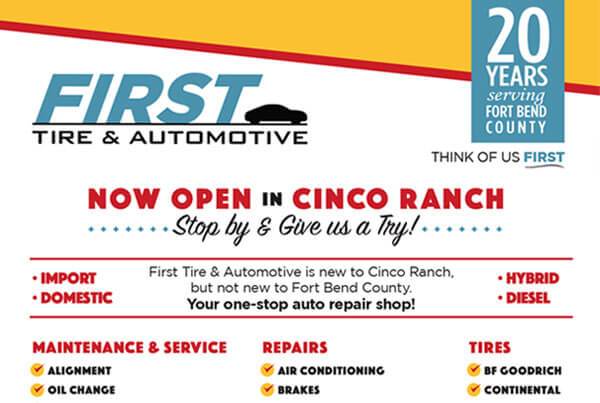 20
YEARS
serving
FORT BEND
COUNTY
FIRST
TIRE & AUTOMOTIVE
THINK OF US FIRST
NOW OPEN IN CINCO RANCH
Stop by & Give us a Try!
• IMPORT
• DOMESTIC
First Tire & Automotive is new to Cinco Ranch,
but not new to Fort Bend County.
Your one-stop auto repair shop!
• HYBRID
• DIESEL
MAINTENANCE & SERVICE
ALIGNMENT
OIL CHANGE
REPAIRS
AIR CONDITIONING
BRAKES
TIRES
BF GOODRICH
CONTINENTAL